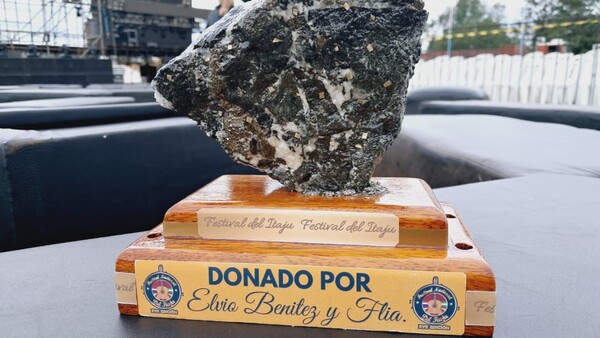 Festival del Itaju Festival del Itaju
DONADO POR
Elvio Benitez y Flia.